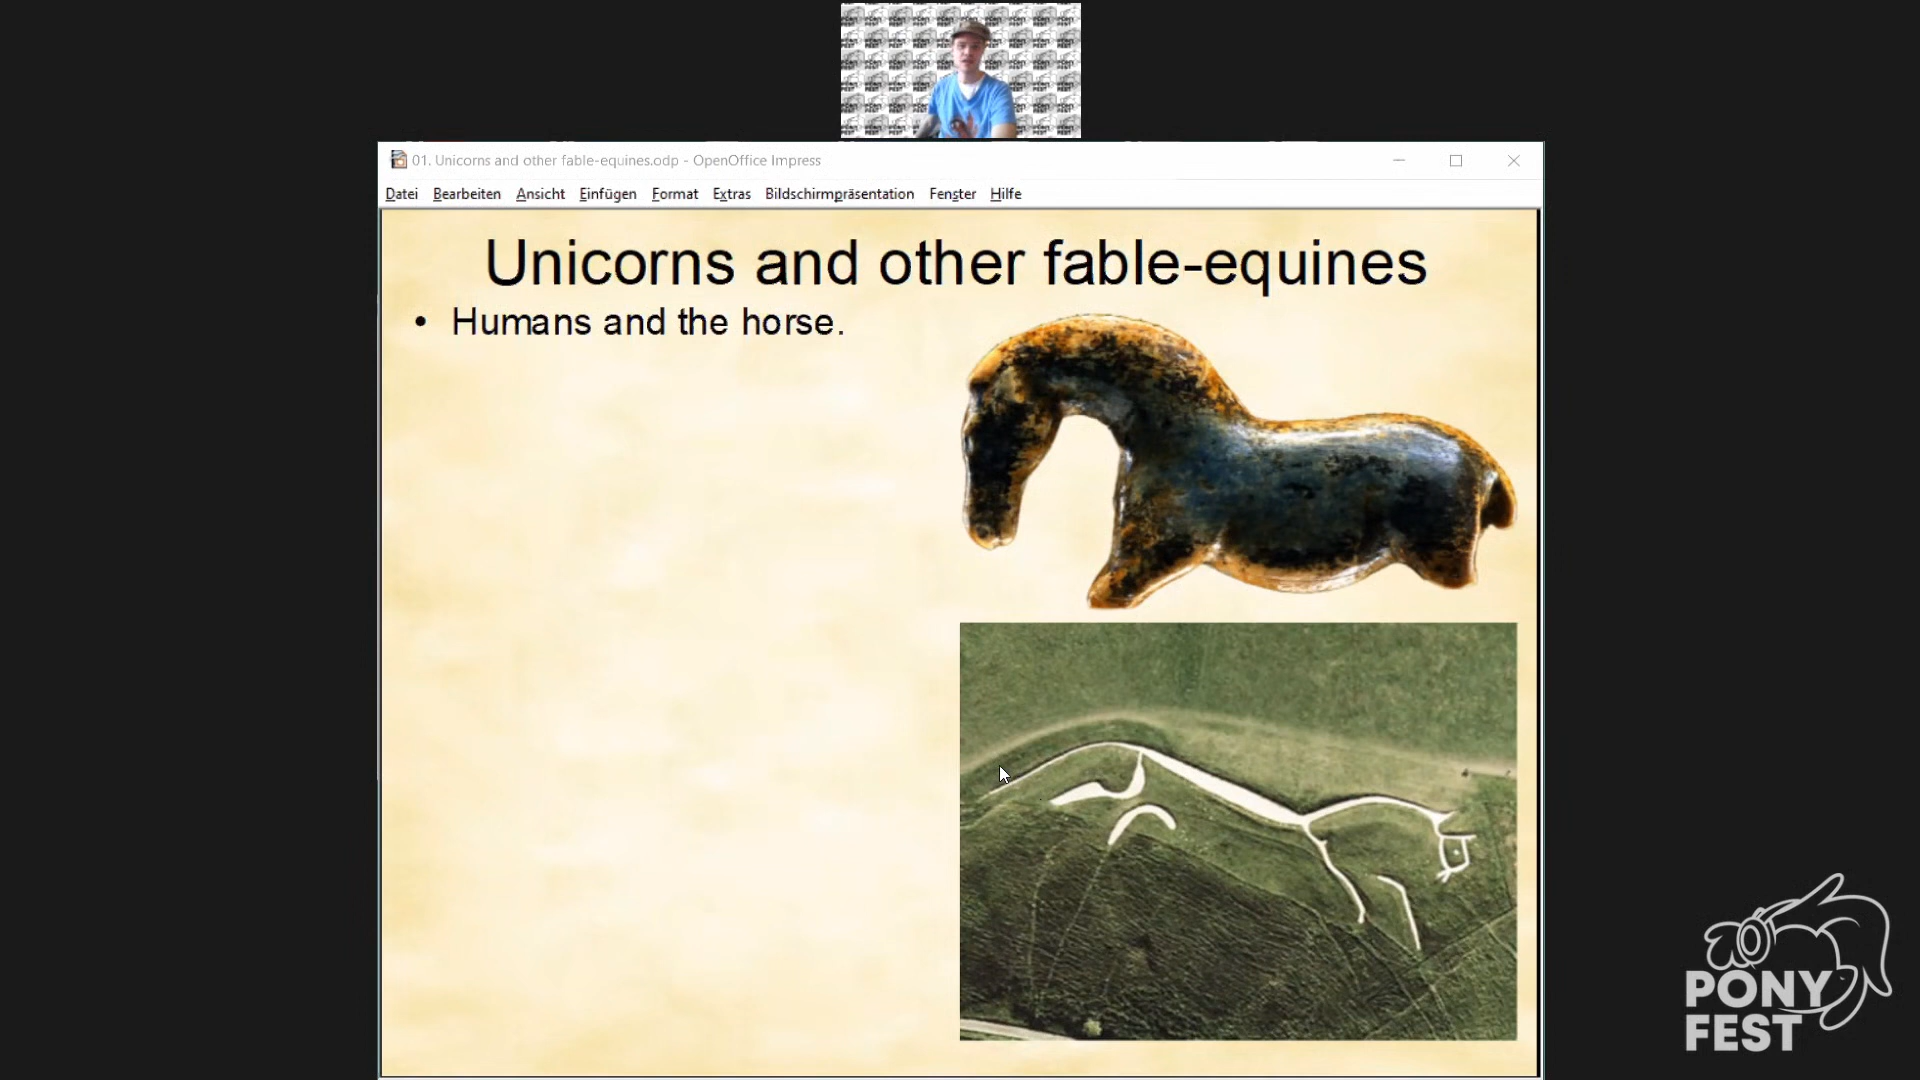 01. Unicorns and other fable-equines.odp - OpenOffice Impress
Datei Bearbeiten Ansicht Einfügen Format Extras Bildschirmpräsentation Fenster Hilfe
Unicorns and other fable-equines
• Humans and the horse.
PONY
FEST